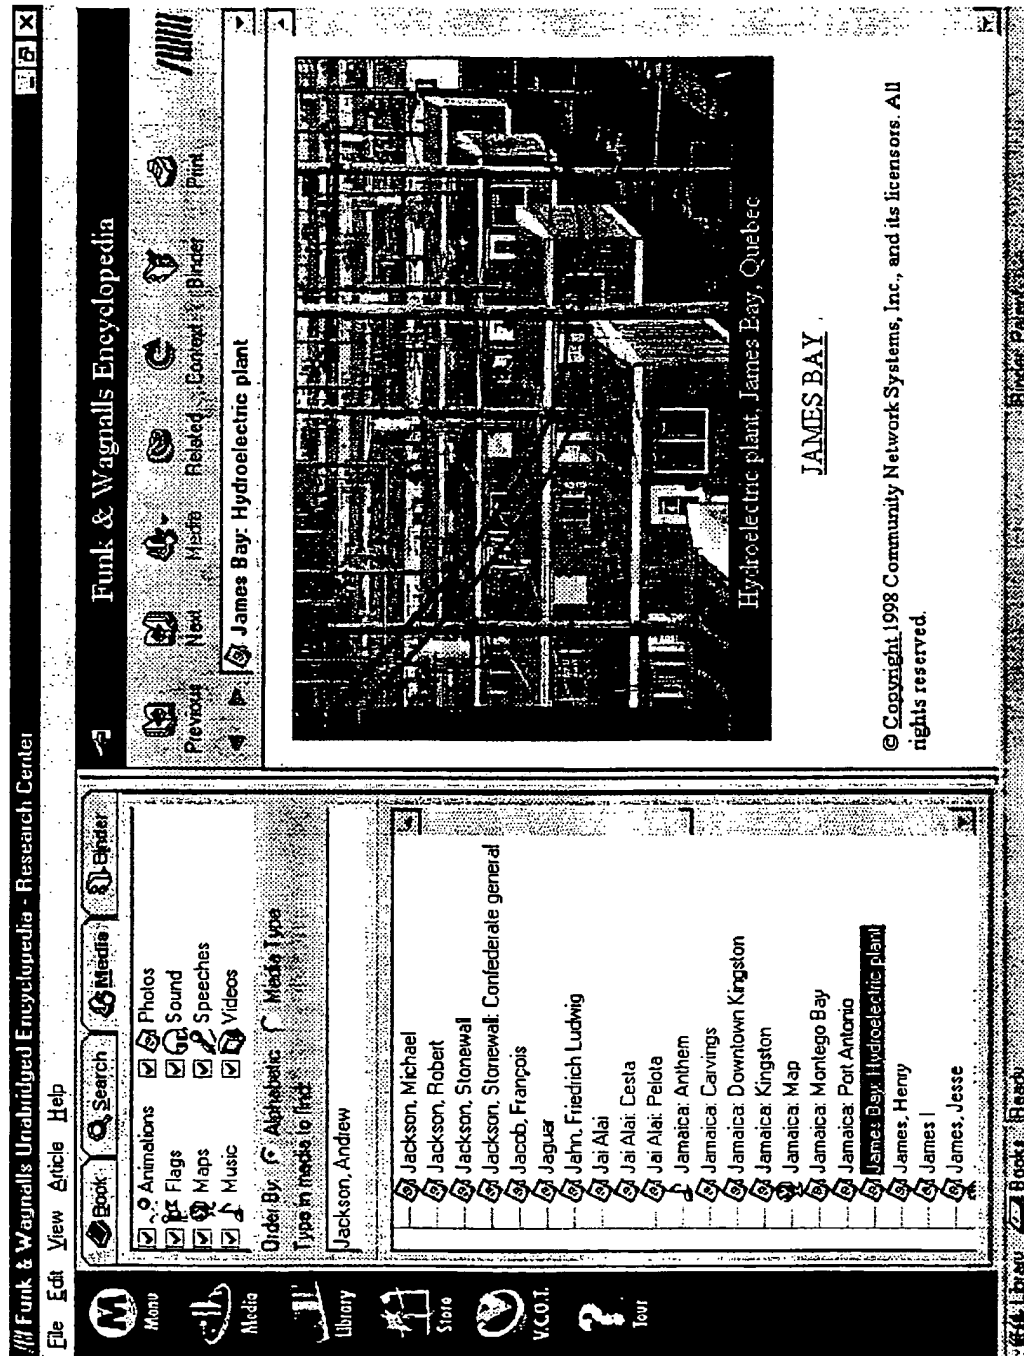 Funk & Wagnalls Unabridged Encyclopedia - Research Center
File Edit View Article Help
Menu
Media
Library
Store
V.C.O.T.
Tour
Book Search Media Binder
Animations Photos
Flags Sound
Maps Speeches
Music Videos
Order By Alphabetic Media Type
Type in media to find:
Jackson, Andrew
Jackson, Michael
Jackson, Robert
Jackson, Stonewall
Jackson, Stonewall: Confederate general
Jacob, François
Jaguar
Jahn, Friedrich Ludwig
Jai Alai
Jai Alai: Cesta
Jai Alai: Pelota
Jamaica: Anthem
Jamaica: Carvings
Jamaica: Downtown Kingston
Jamaica: Kingston
Jamaica: Map
Jamaica: Montego Bay
Jamaica: Port Antonio
James Bay: Hydroelectric plant
James, Henry
James I
James, Jesse
Funk & Wagnalls Encyclopedia
Previous Next Media Related Context Binder Print
James Bay: Hydroelectric plant
Hydroelectric plant, James Bay, Quebec
JAMES BAY
© Copyright 1998 Community Network Systems, Inc., and its licensors. All
rights reserved.
Library Books Ready Binder